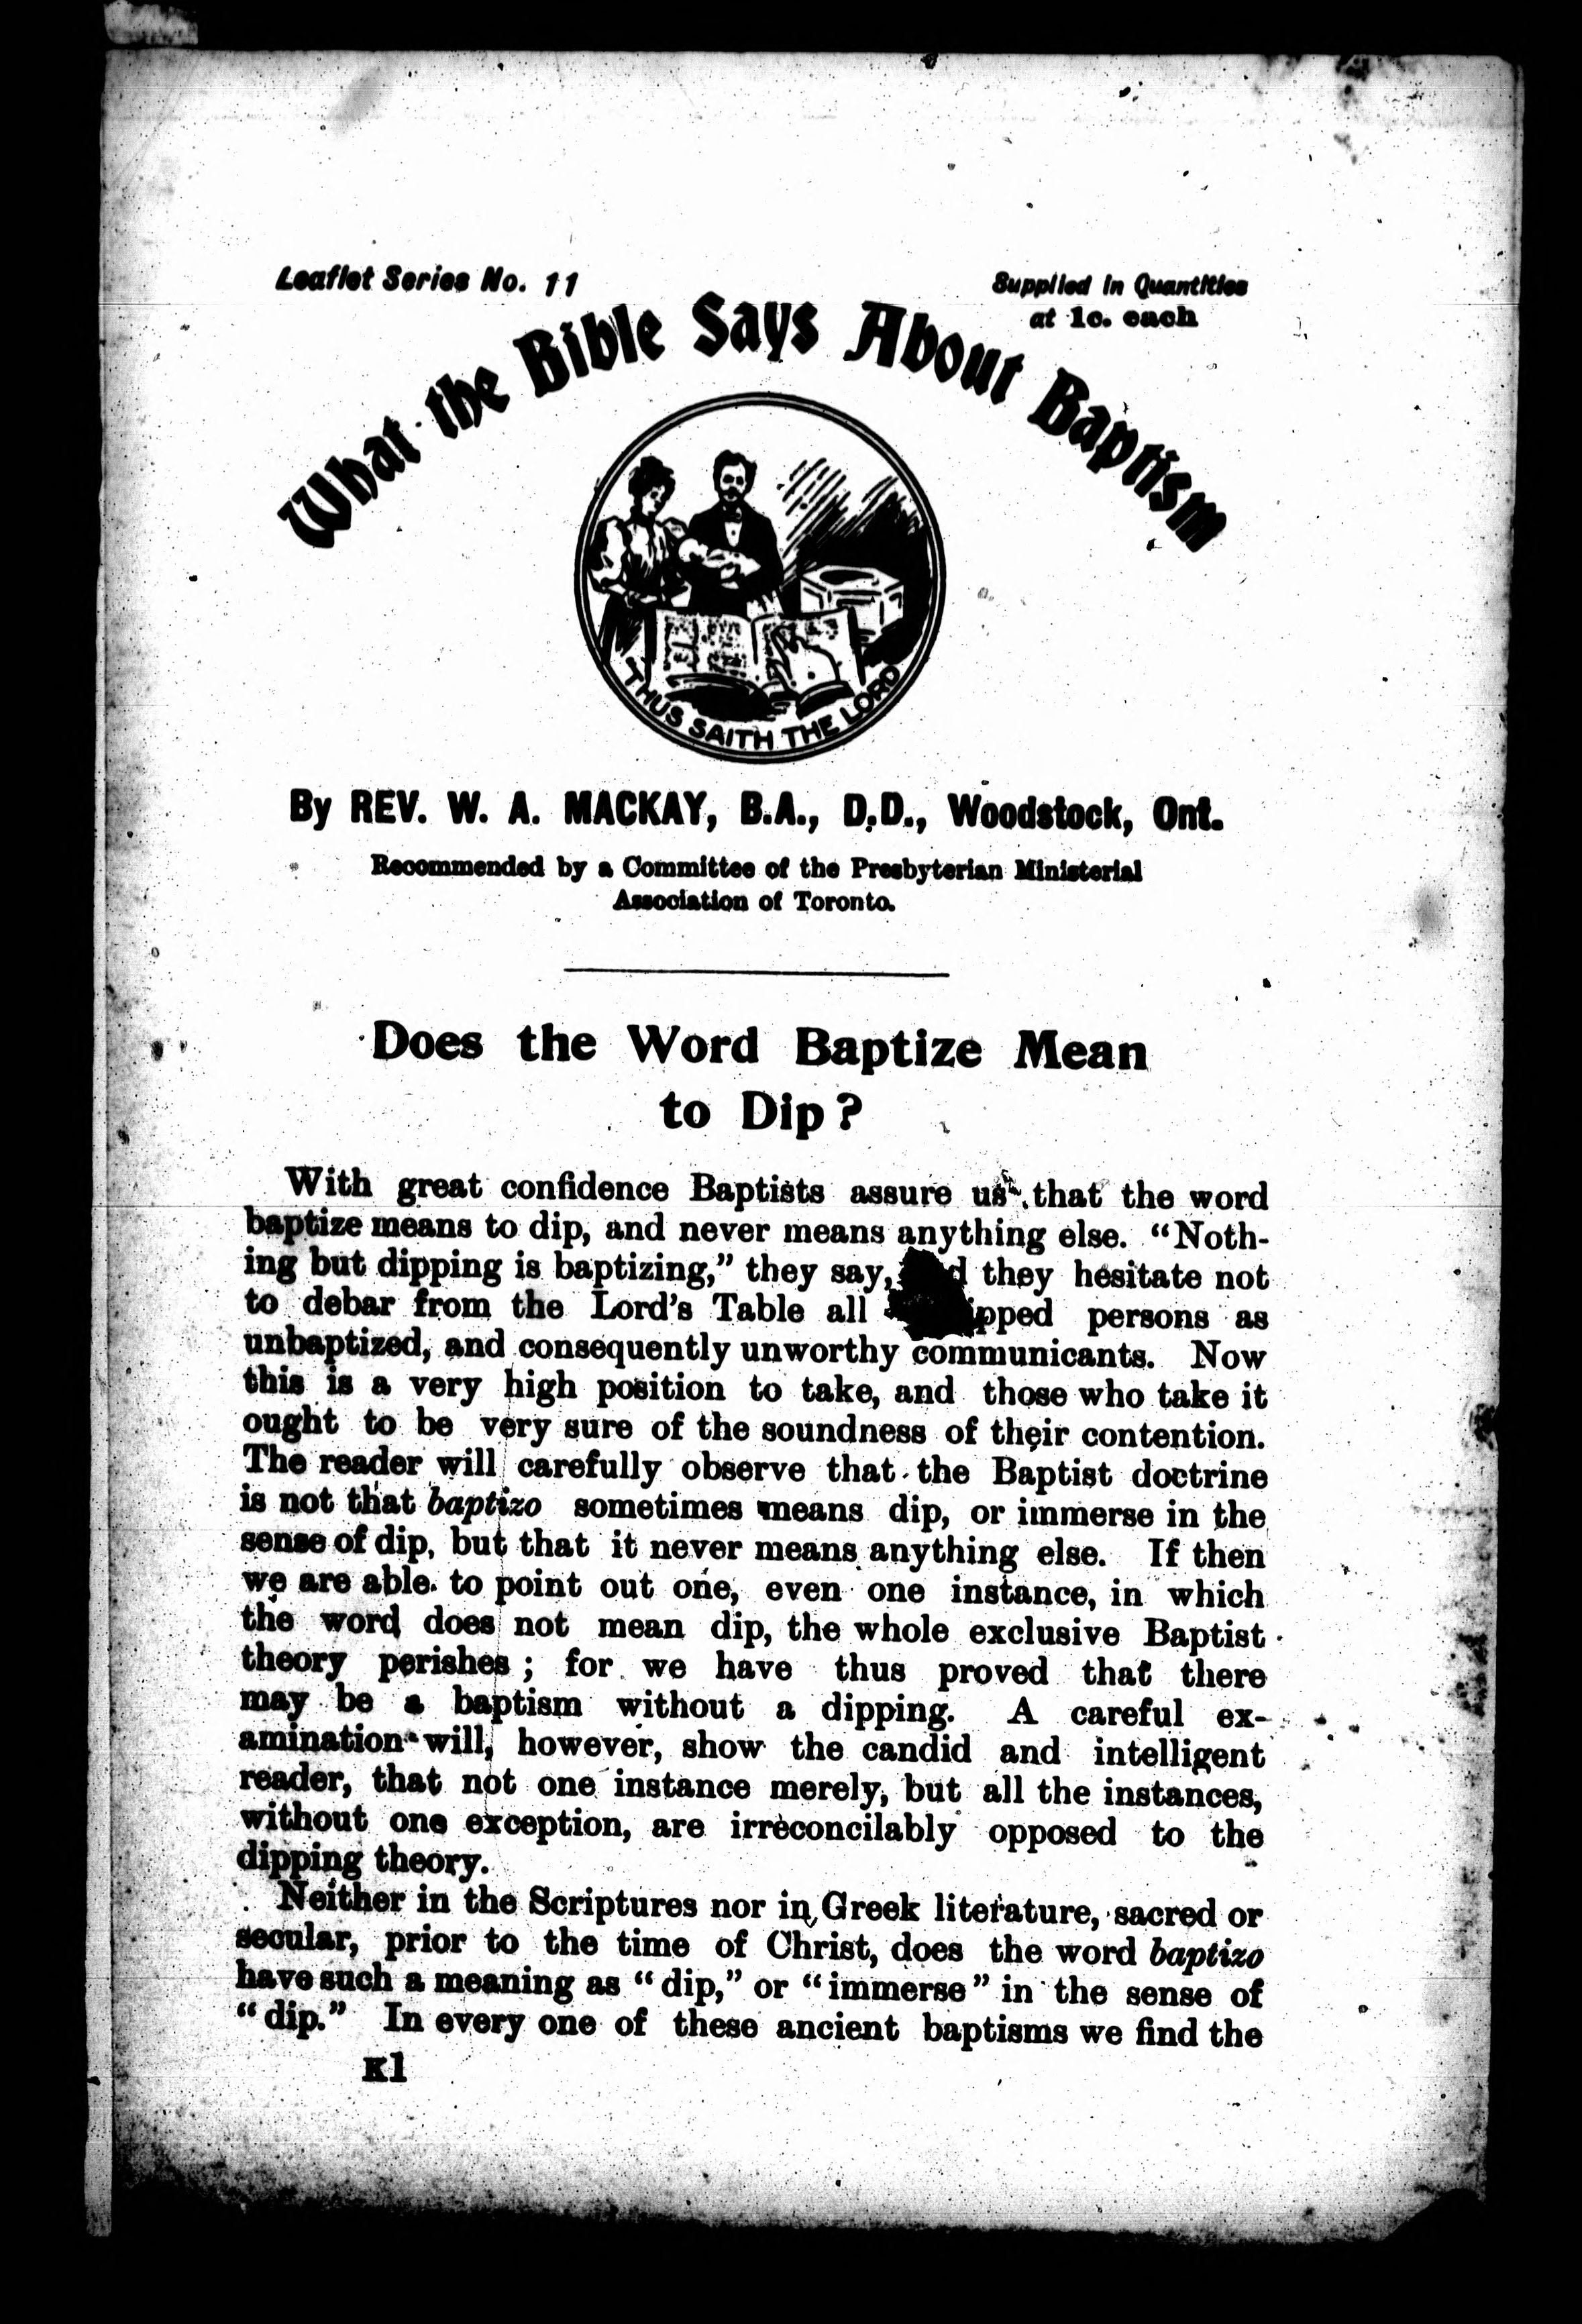 Leaflet Series No. 11
Supplied in Quantities
at 1c. each
What the Bible Says About Baptism
THUS SAITH THE LORD
By REV. W. A. MACKAY, B.A., D.D., Woodstock, Ont.
Recommended by a Committee of the Presbyterian Ministerial
Association of Toronto.
Does the Word Baptize Mean
to Dip?
With great confidence Baptists assure us that the word
baptize means to dip, and never means anything else. "Noth-
ing but dipping is baptizing," they say, they hesitate not
to debar from the Lord's Table all persons as
unbaptized, and consequently unworthy communicants. Now
this is a very high position to take, and those who take it
ought to be very sure of the soundness of their contention.
The reader will carefully observe that the Baptist doctrine
is not that baptizo sometimes means dip, or immerse in the
sense of dip, but that it never means anything else. If then
we are able to point out one, even one instance, in which
the word does not mean dip, the whole exclusive Baptist
theory perishes; for we have thus proved that there
may be a baptism without a dipping. A careful ex-
amination will, however, show the candid and intelligent
reader, that not one instance merely, but all the instances,
without one exception, are irreconcilably opposed to the
dipping theory.
Neither in the Scriptures nor in Greek literature, sacred or
secular, prior to the time of Christ, does the word baptizo
have such a meaning as "dip," or "immerse" in the sense of
"dip." In every one of these ancient baptisms we find the
K1